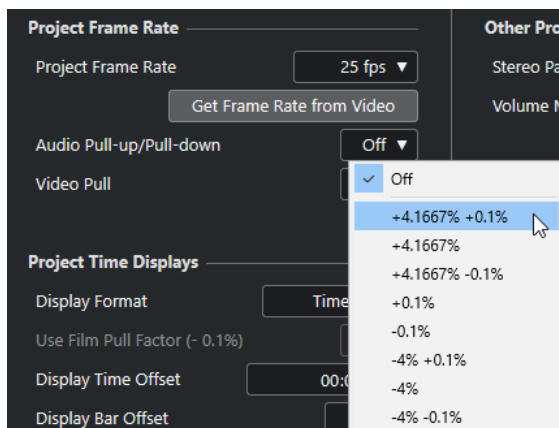 Project Frame Rate
Other Pro
Project Frame Rate 25 fps
Stereo Pa
Get Frame Rate from Video
Volume M
Audio Pull-up/Pull-down Off
Video Pull
Off
+4.1667% +0.1%
+4.1667%
+4.1667% -0.1%
+0.1%
-0.1%
-4% +0.1%
-4%
-4% -0.1%
Project Time Displays
Display Format Time
Use Film Pull Factor (- 0.1%)
Display Time Offset 00:0
Display Bar Offset